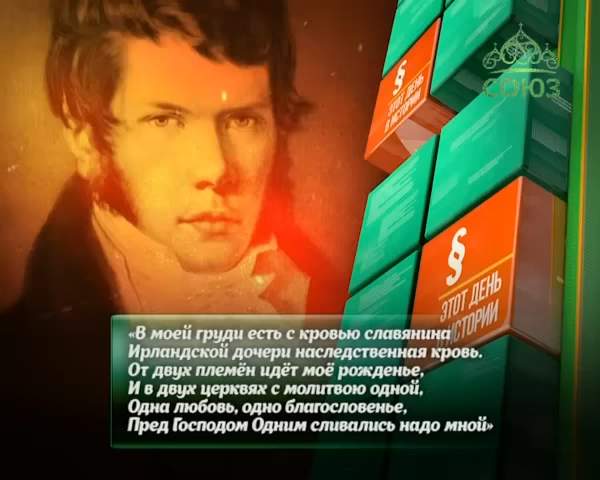 СОЮЗ
§
ЭТОТ ДЕНЬ
В ИСТОРИИ
§
ЭТОТ ДЕНЬ
В ИСТОРИИ
«В моей груди есть с кровью славянина
Ирландской дочери наследственная кровь.
От двух племён идёт моё рожденье,
И в двух церквях с молитвою одной,
Одна любовь, одно благословенье,
Пред Господом Одним сливались надо мной»